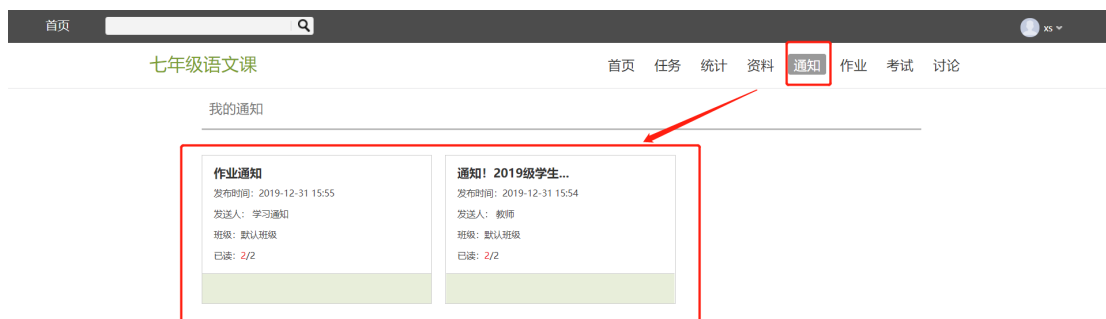 首页
xs
七年级语文课
首页 任务 统计 资料 通知 作业 考试 讨论
我的通知
作业通知
发布时间：2019-12-31 15:55
发送人： 学习通知
班级：默认班级
已读：2/2
通知！2019级学生...
发布时间：2019-12-31 15:54
发送人： 教师
班级：默认班级
已读：2/2